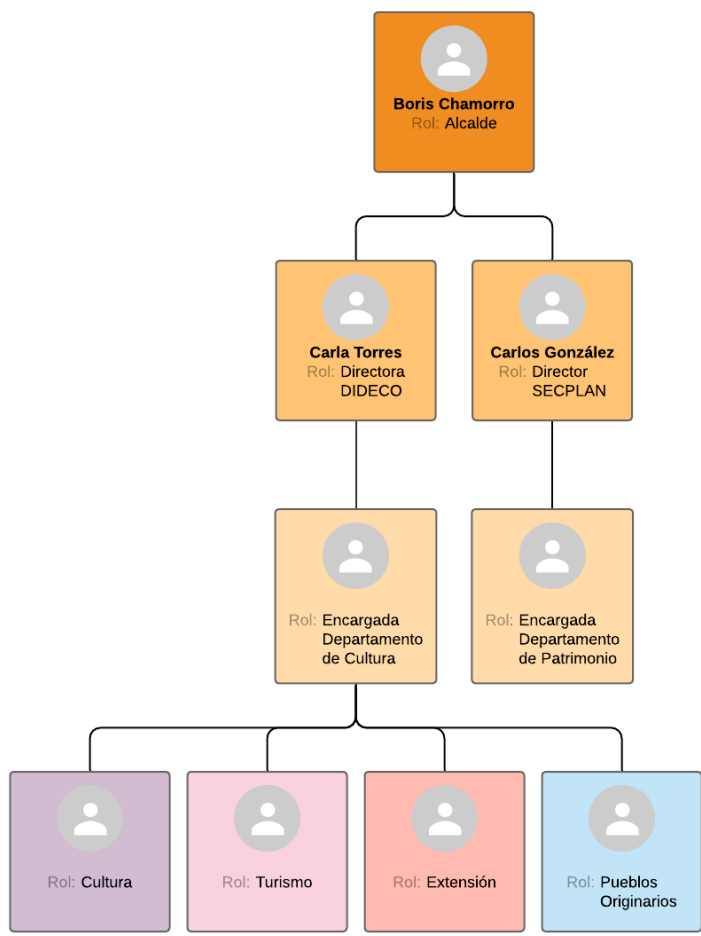 Boris Chamorro
Rol: Alcalde
Carla Torres
Rol: Directora
DIDECO
Carlos González
Rol: Director
SECPLAN
Rol: Encargada
Departamento
de Cultura
Rol: Encargada
Departamento
de Patrimonio
Rol: Cultura
Rol: Turismo
Rol: Extensión
Rol: Pueblos
Originarios